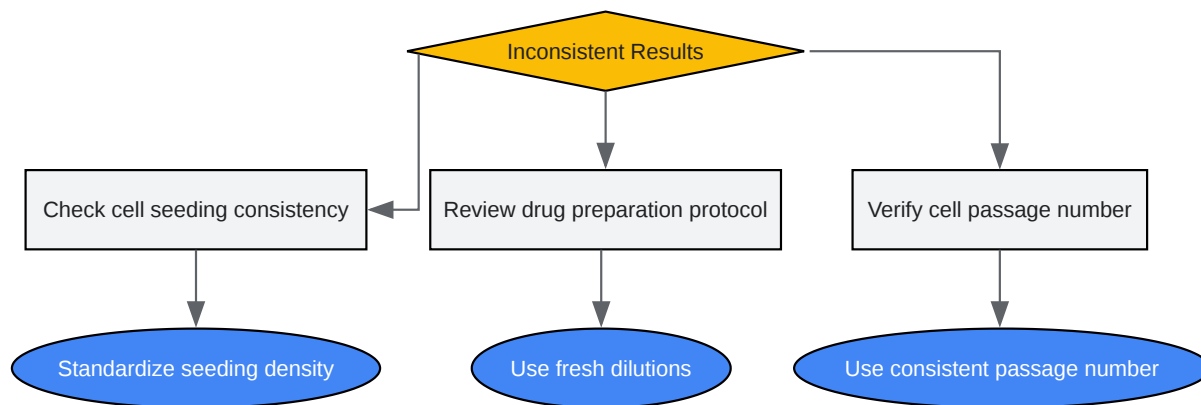 Inconsistent Results
Check cell seeding consistency
Review drug preparation protocol
Verify cell passage number
Standardize seeding density
Use fresh dilutions
Use consistent passage number